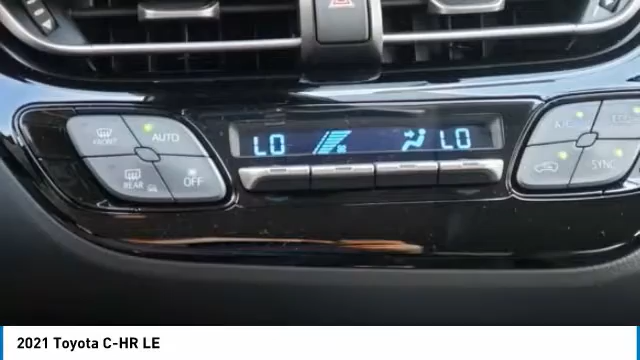 FRONT
AUTO
REAR
OFF
LO
LO
A/C
SYNC
2021 Toyota C-HR LE